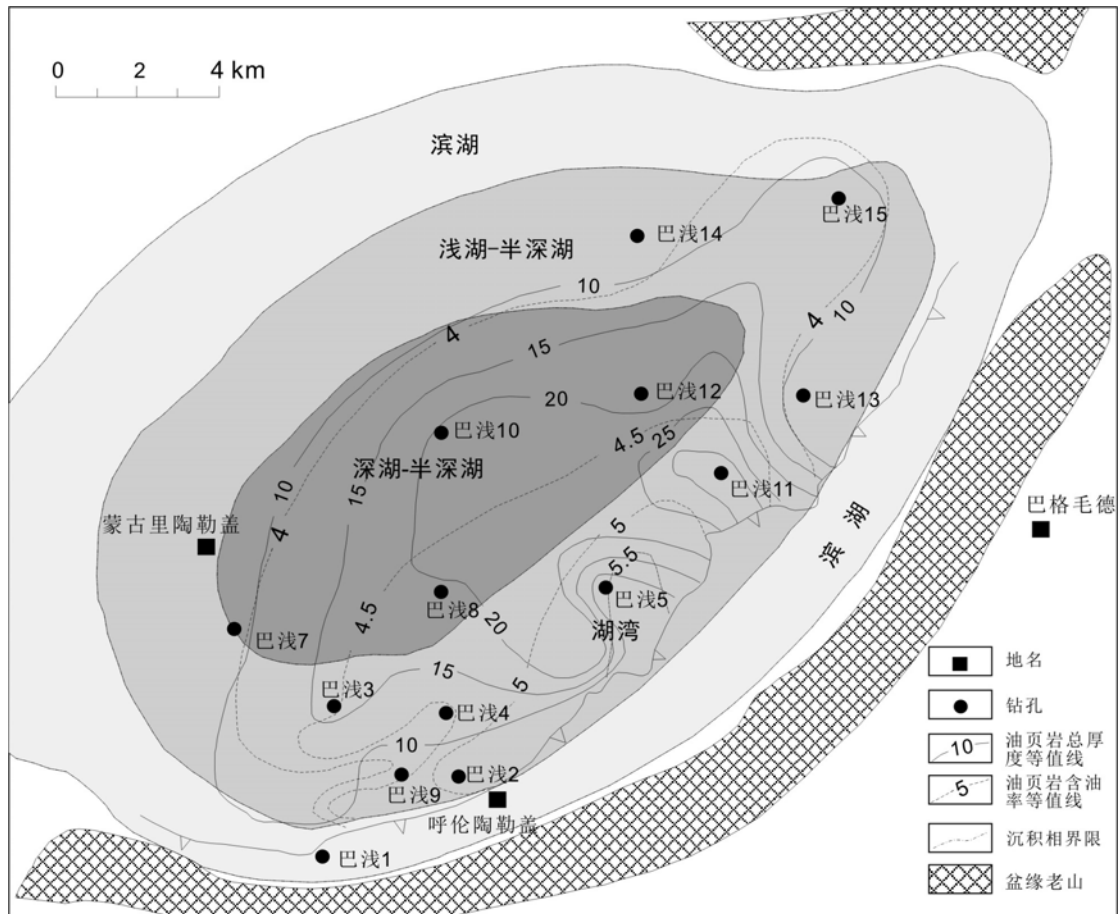 0 2 4 km
滨湖
巴浅15
巴浅14
浅湖-半深湖
10
4
4
10
15
20
巴浅12
巴浅13
4.5
25
巴浅10
深湖-半深湖
巴浅11
15
10
4
蒙古里陶勒盖
巴格毛德
滨湖
5
5.5
巴浅5
巴浅8
4.5
20
湖湾
巴浅7
15
5
巴浅3
巴浅4
10
巴浅9
巴浅2
呼伦陶勒盖
巴浅1
地名
钻孔
10
油页岩总厚
度等值线
5
油页岩含油
率等值线
沉积相界限
盆缘老山